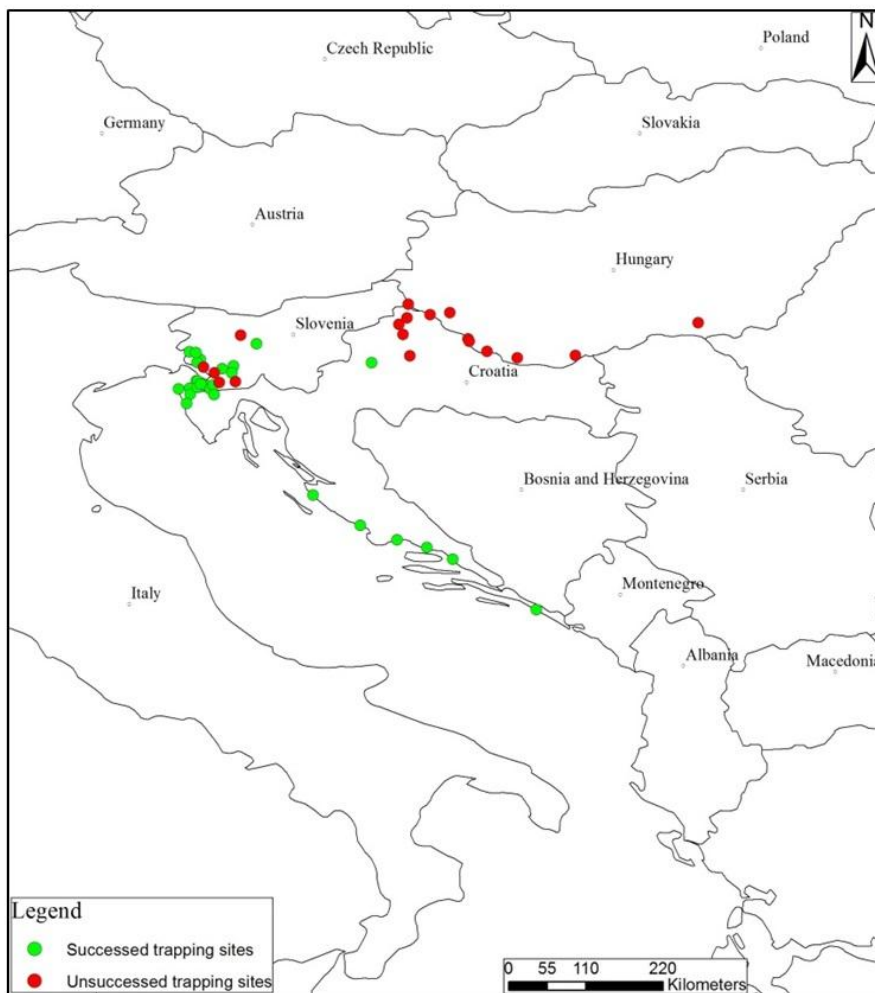 N
Czech Republic
Poland
Germany
Slovakia
Austria
Hungary
Slovenia
Croatia
Bosnia and Herzegovina
Serbia
Italy
Montenegro
Albania
Macedonia
Legend
Successed trapping sites
Unsuccessed trapping sites
0 55 110 220
Kilometers